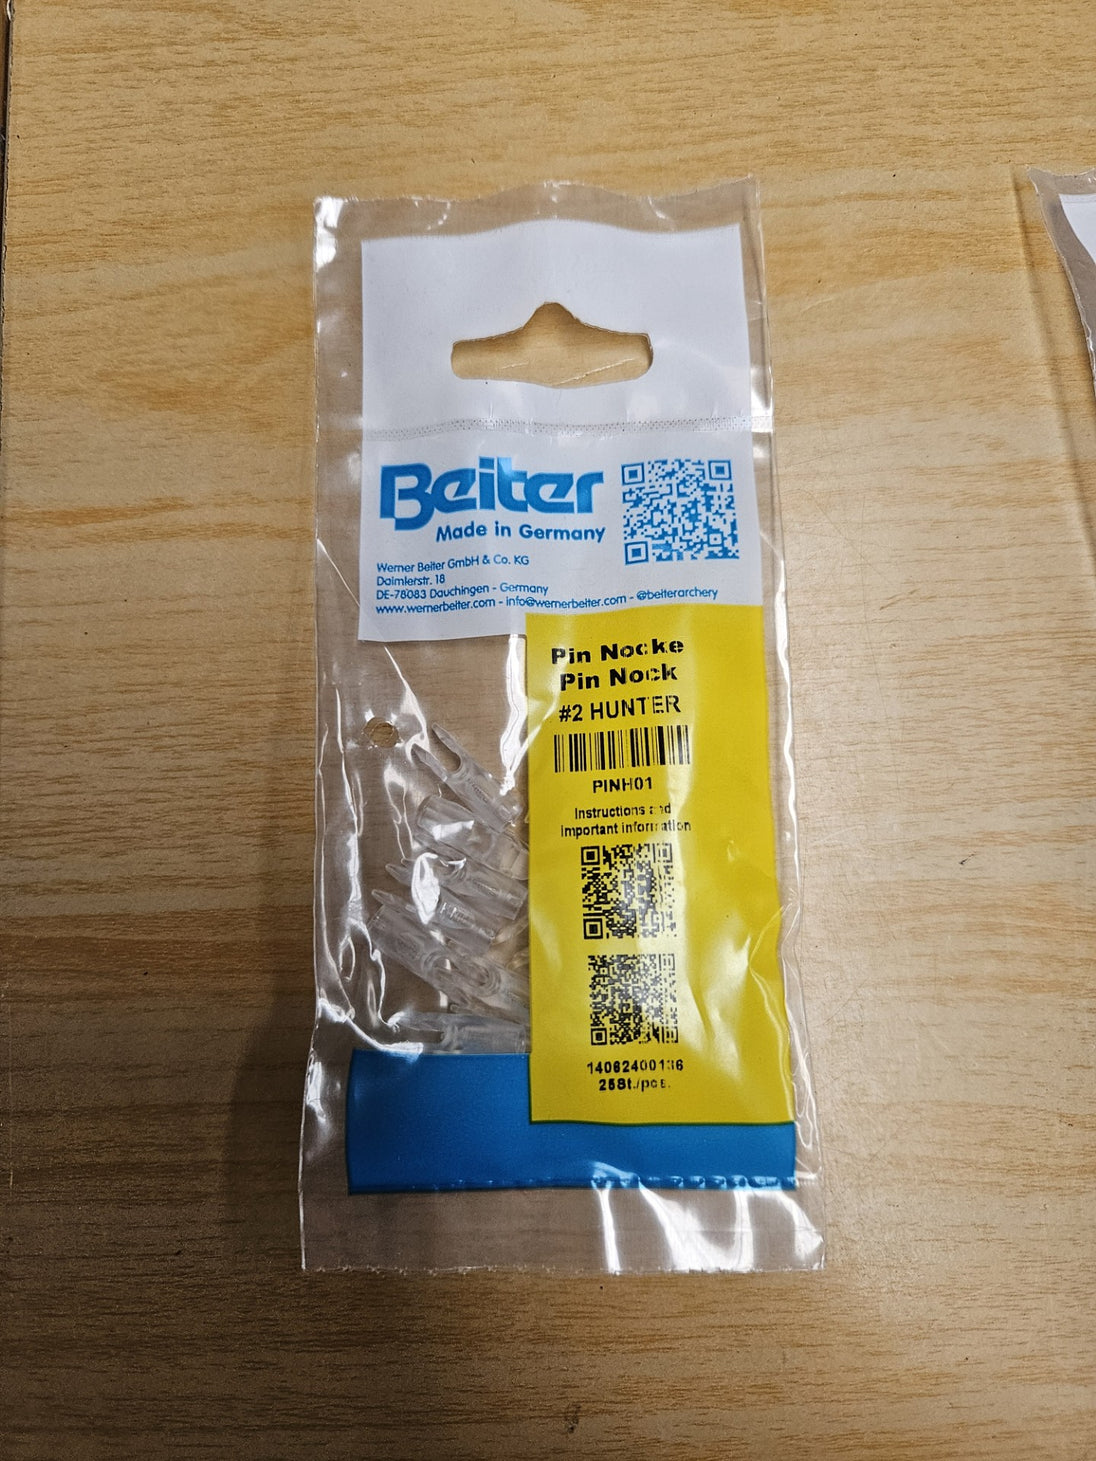 Beiter
Made in Germany
Werner Beiter GmbH & Co. KG
Daimlerstr. 18
DE-78083 Dauchingen - Germany
www.wernerbeiter.com - info@wernerbeiter.com - @beiterarchery
Pin Nocke
Pin Nock
#2 HUNTER
PINH01
Instructions and
important information
14062400136
25St./pcs.